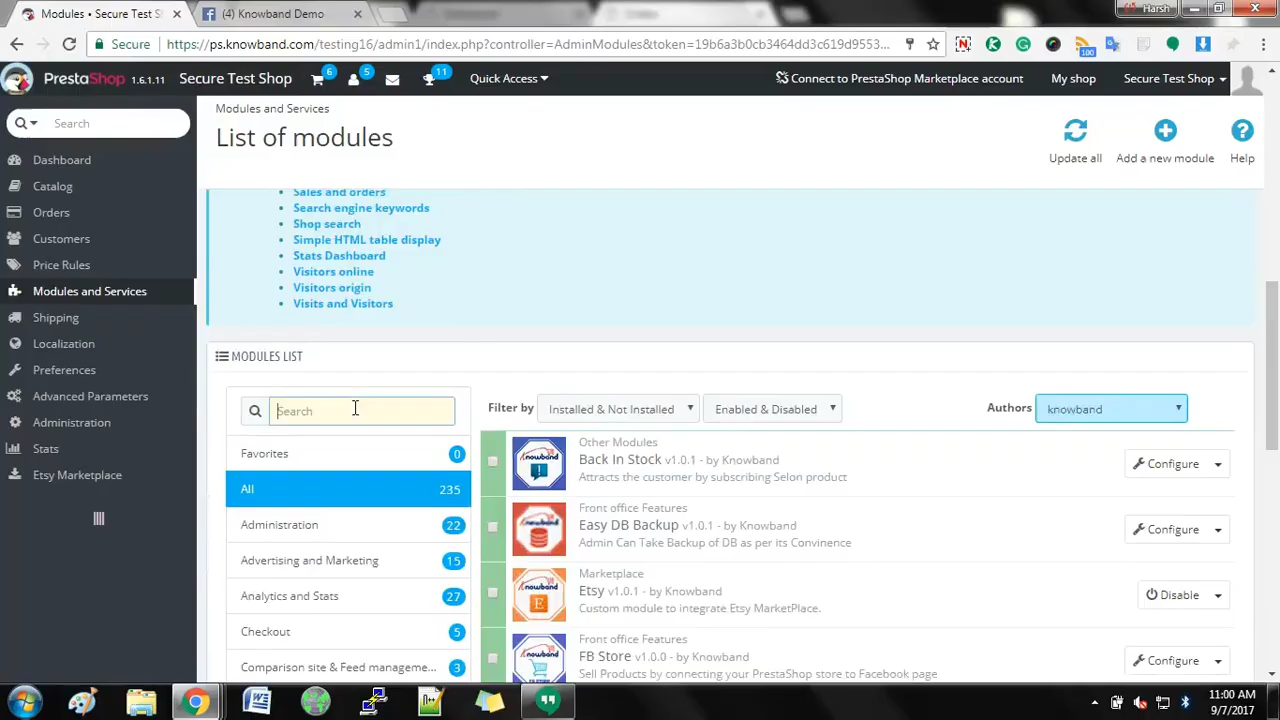 Modules • Secure Test S
(4) Knowband Demo
Harsh
Secure
https://ps.knowband.com/testing16/admin1/index.php?controller=AdminModules&token=19b6a3b0cb3464dd3c619d9553...
100
PrestaShop 1.6.1.11
Secure Test Shop
6
5
11
Quick Access
Connect to PrestaShop Marketplace account
My shop
Secure Test Shop
Search
Dashboard
Catalog
Orders
Customers
Price Rules
Modules and Services
Shipping
Localization
Preferences
Advanced Parameters
Administration
Stats
Etsy Marketplace
Modules and Services
List of modules
Update all
Add a new module
Help
Sales and orders
Search engine keywords
Shop search
Simple HTML table display
Stats Dashboard
Visitors online
Visitors origin
Visits and Visitors
MODULES LIST
Search
Favorites 0
All 235
Administration 22
Advertising and Marketing 15
Analytics and Stats 27
Checkout 5
Comparison site & Feed manageme... 3
Filter by
Installed & Not Installed
Enabled & Disabled
Authors
knowband
Other Modules
Back In Stock v1.0.1 - by Knowband
Attracts the customer by subscribing Selon product
Configure
Front office Features
Easy DB Backup v1.0.1 - by Knowband
Admin Can Take Backup of DB as per its Convinence
Configure
Marketplace
Etsy v1.0.1 - by Knowband
Custom module to integrate Etsy MarketPlace.
Disable
Front office Features
FB Store v1.0.0 - by Knowband
Sell Products by connecting your PrestaShop store to Facebook page
Configure
11:00 AM
9/7/2017